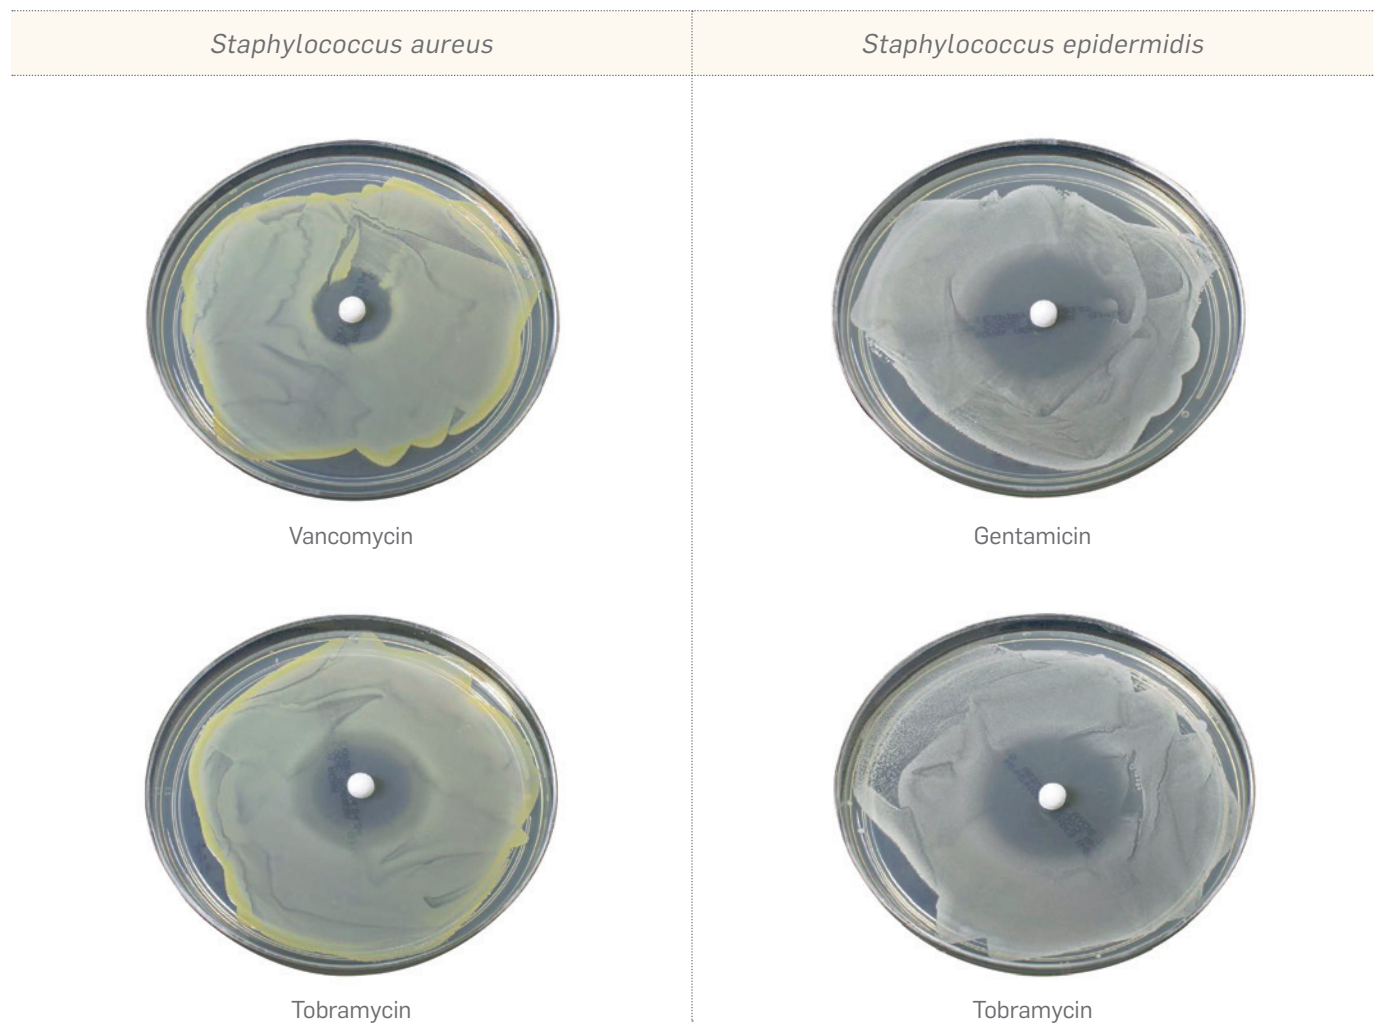 Staphylococcus aureus
Staphylococcus epidermidis
Vancomycin
Gentamicin
Tobramycin
Tobramycin